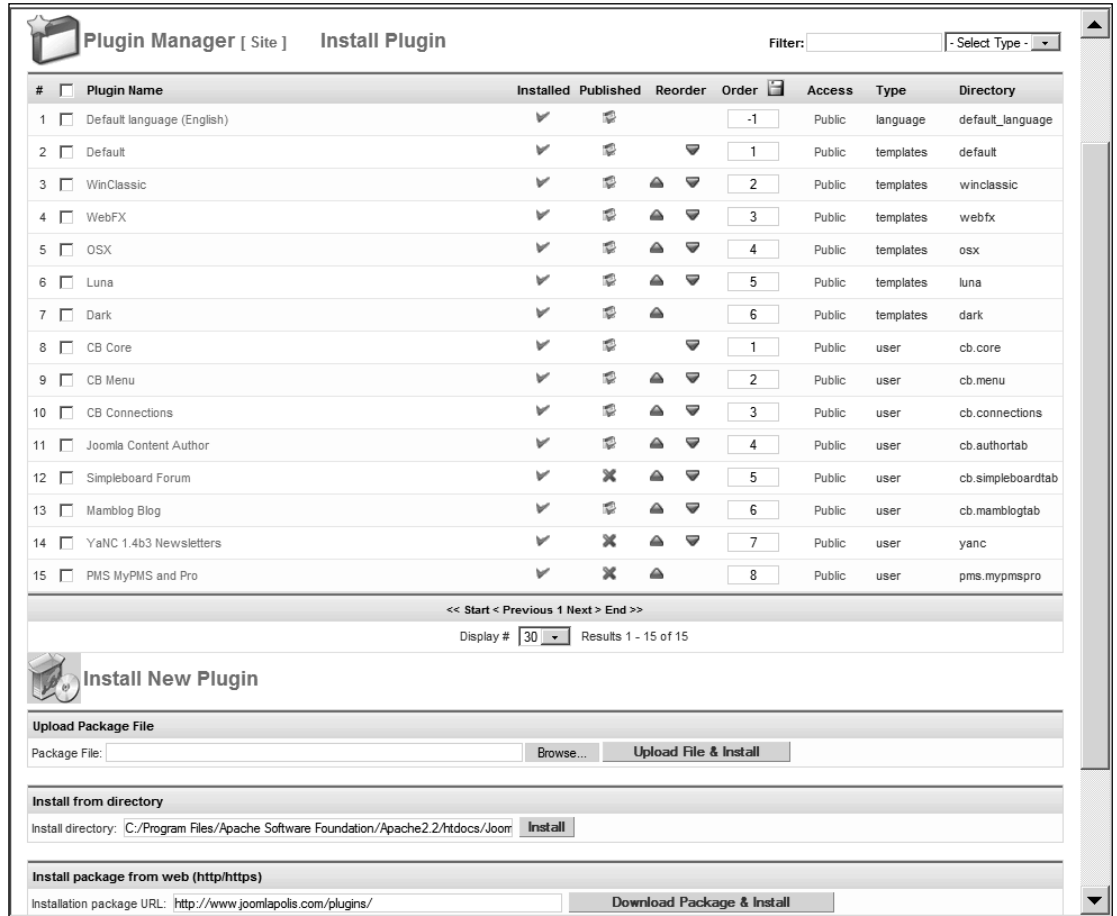 Plugin Manager [ Site ] Install Plugin Filter: - Select Type -
# Plugin Name Installed Published Reorder Order Access Type Directory
1 Default language (English) -1 Public language default_language
2 Default 1 Public templates default
3 WinClassic 2 Public templates winclassic
4 WebFX 3 Public templates webfx
5 OSX 4 Public templates osx
6 Luna 5 Public templates luna
7 Dark 6 Public templates dark
8 CB Core 1 Public user cb.core
9 CB Menu 2 Public user cb.menu
10 CB Connections 3 Public user cb.connections
11 Joomla Content Author 4 Public user cb.authortab
12 Simpleboard Forum 5 Public user cb.simpleboardtab
13 Mamblog Blog 6 Public user cb.mamblogtab
14 YaNC 1.4b3 Newsletters 7 Public user yanc
15 PMS MyPMS and Pro 8 Public user pms.mypmspro
<< Start < Previous 1 Next > End >>
Display # 30 Results 1 - 15 of 15
Install New Plugin
Upload Package File
Package File: Browse... Upload File & Install
Install from directory
Install directory: C:/Program Files/Apache Software Foundation/Apache2.2/htdocs/Joom Install
Install package from web (http/https)
Installation package URL: http://www.joomlapolis.com/plugins/ Download Package & Install